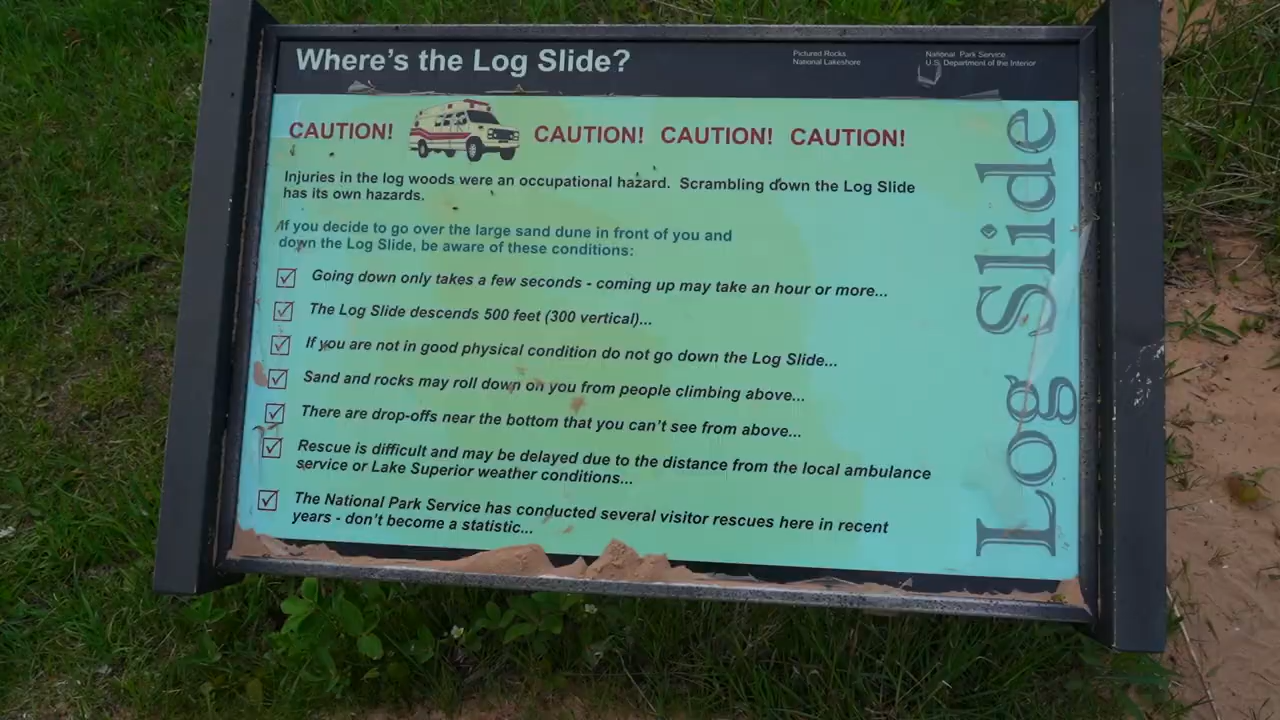 Where's the Log Slide?
Pictured Rocks
National Lakeshore
National Park Service
U.S. Department of the Interior
CAUTION! CAUTION! CAUTION! CAUTION!
Injuries in the log woods were an occupational hazard. Scrambling down the Log Slide
has its own hazards.
If you decide to go over the large sand dune in front of you and
down the Log Slide, be aware of these conditions:
Going down only takes a few seconds - coming up may take an hour or more...
The Log Slide descends 500 feet (300 vertical)...
If you are not in good physical condition do not go down the Log Slide...
Sand and rocks may roll down on you from people climbing above...
There are drop-offs near the bottom that you can't see from above...
Rescue is difficult and may be delayed due to the distance from the local ambulance
service or Lake Superior weather conditions...
The National Park Service has conducted several visitor rescues here in recent
years - don't become a statistic...
Log Slide